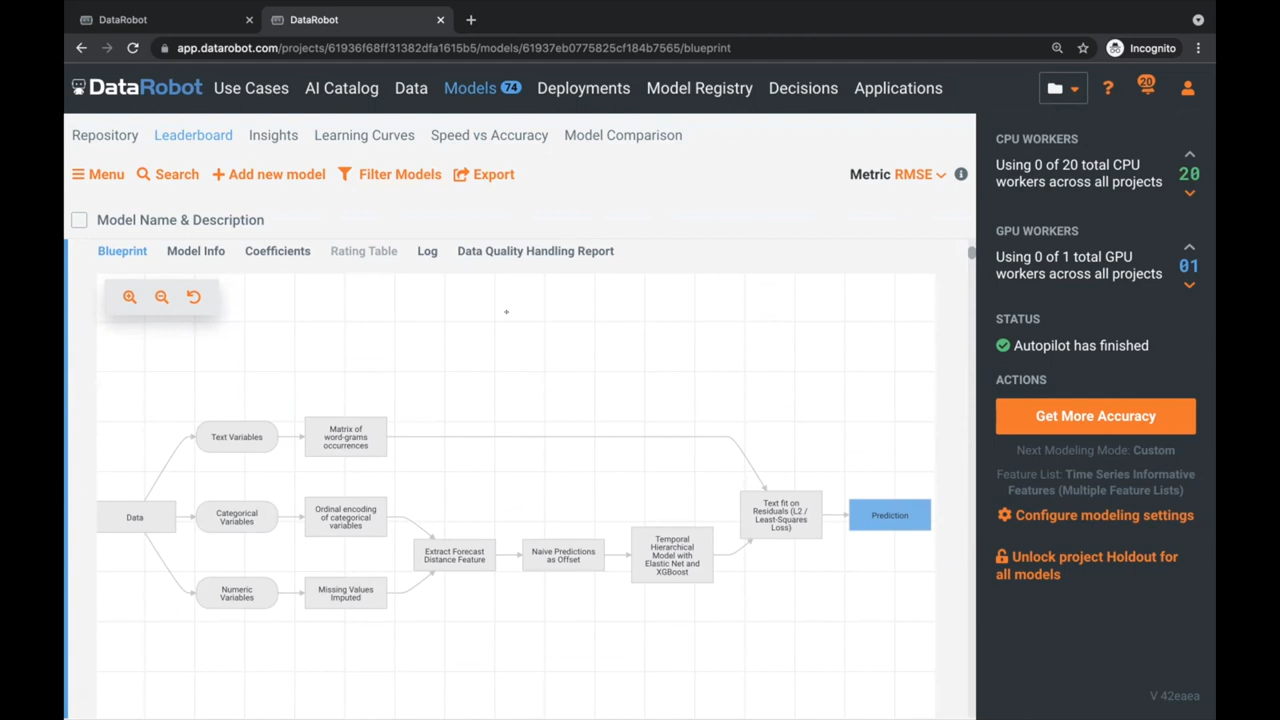 DataRobot
DataRobot
app.datarobot.com/projects/61936f68ff31382dfa1615b5/models/61937eb0775825cf184b7565/blueprint
Incognito
DataRobot Use Cases AI Catalog Data Models 74 Deployments Model Registry Decisions Applications ? 20
Repository Leaderboard Insights Learning Curves Speed vs Accuracy Model Comparison
Menu Search + Add new model Filter Models Export Metric RMSE
Model Name & Description
Blueprint Model Info Coefficients Rating Table Log Data Quality Handling Report
Text Variables
Matrix of
word-grams
occurrences
Data
Categorical
Variables
Ordinal encoding
of categorical
variables
Numeric
Variables
Missing Values
Imputed
Extract Forecast
Distance Feature
Naive Predictions
as Offset
Temporal
Hierarchical
Model with
Elastic Net and
XGBoost
Text fit on
Residuals (L2 /
Least-Squares
Loss)
Prediction
CPU WORKERS
Using 0 of 20 total CPU
workers across all projects
20
GPU WORKERS
Using 0 of 1 total GPU
workers across all projects
01
STATUS
Autopilot has finished
ACTIONS
Get More Accuracy
Next Modeling Mode: Custom
Feature List: Time Series Informative
Features (Multiple Feature Lists)
Configure modeling settings
Unlock project Holdout for
all models
V 42eaea